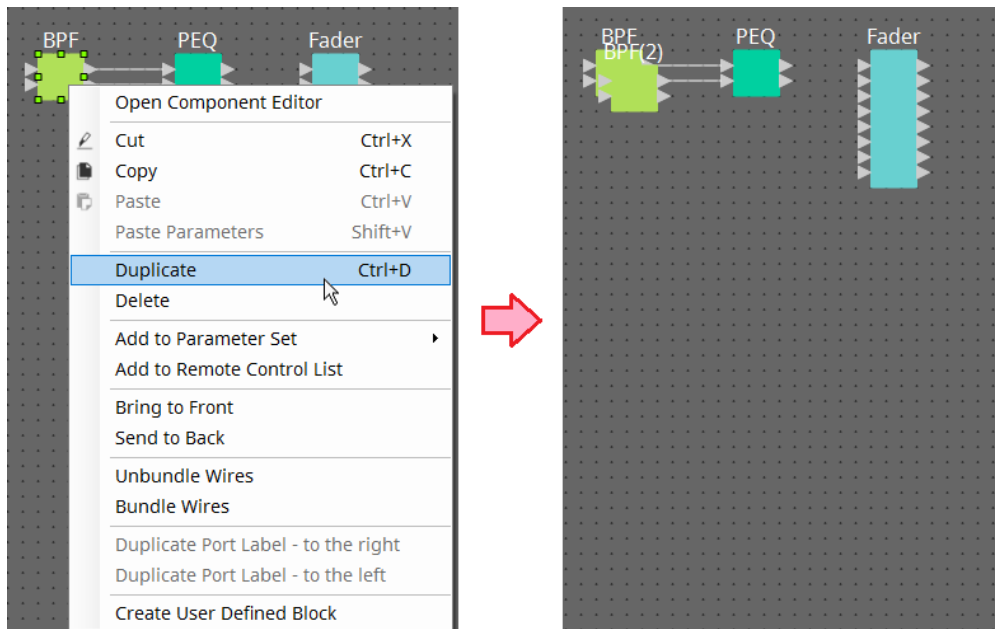 BPF PEQ Fader
Open Component Editor
Cut Ctrl+X
Copy Ctrl+C
Paste Ctrl+V
Paste Parameters Shift+V
Duplicate Ctrl+D
Delete
Add to Parameter Set
Add to Remote Control List
Bring to Front
Send to Back
Unbundle Wires
Bundle Wires
Duplicate Port Label - to the right
Duplicate Port Label - to the left
Create User Defined Block
BPF PEQ Fader
BPF(2)